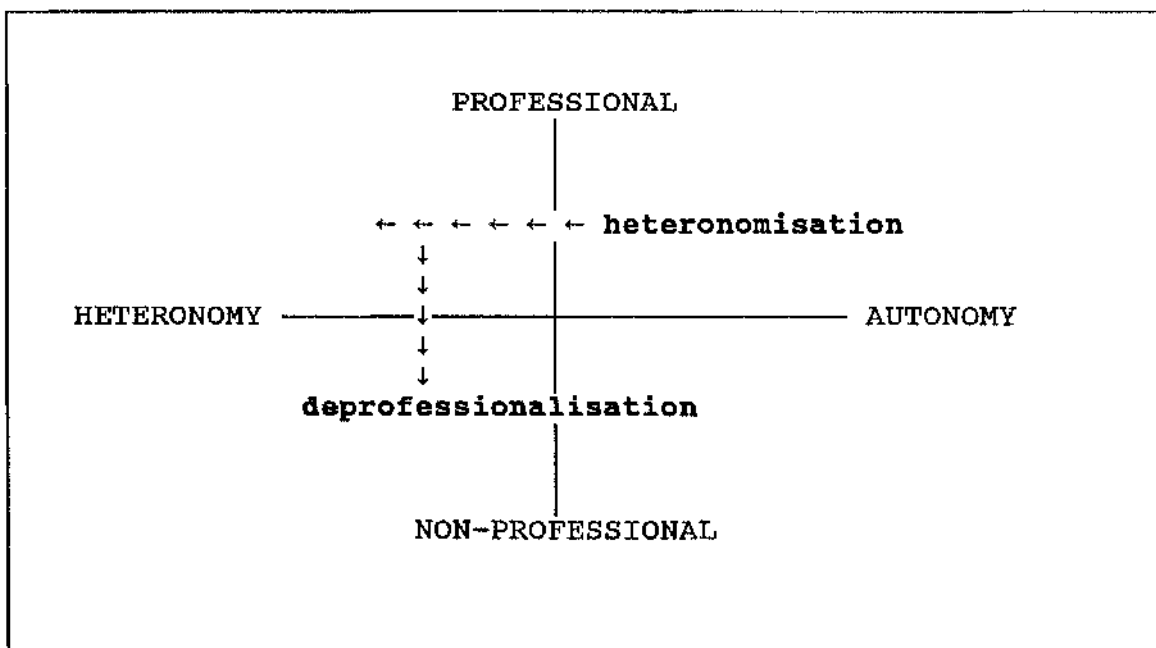 PROFESSIONAL
← ← ← ← ← ← heteronomisation
↓
↓
HETERONOMY ↓ AUTONOMY
↓
↓
deprofessionalisation
NON-PROFESSIONAL